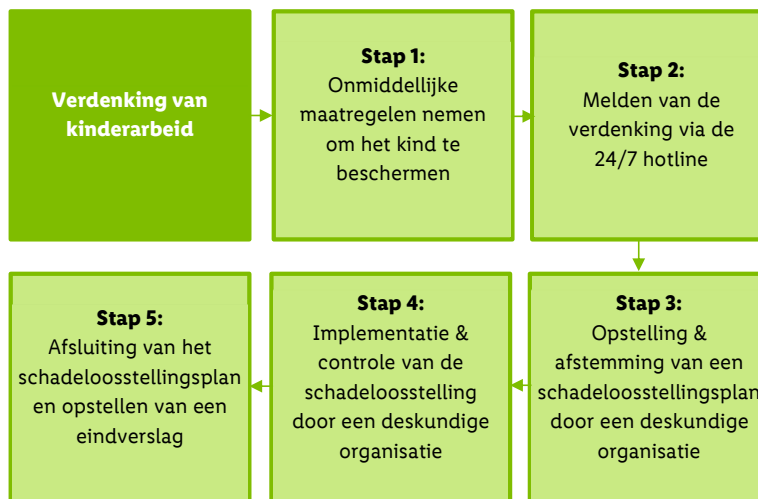 Verdenking van
kinderarbeid
Stap 1:
Onmiddellijke
maatregelen nemen
om het kind te
beschermen
Stap 2:
Melden van de
verdenking via de
24/7 hotline
Stap 3:
Opstelling &
afstemming van een
schadeloosstellingsplan
door een deskundige
organisatie
Stap 4:
Implementatie &
controle van de
schadeloosstelling
door een deskundige
organisatie
Stap 5:
Afsluiting van het
schadeloosstellingsplan
en opstellen van een
eindverslag